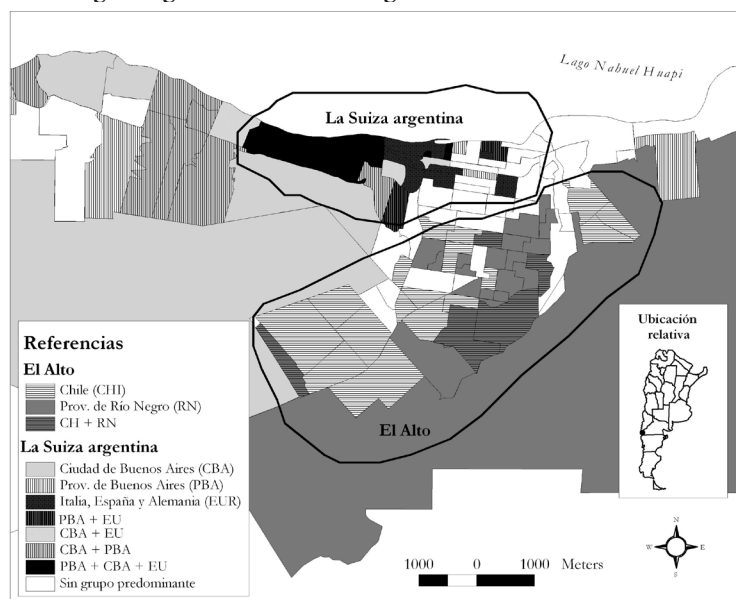 Lago Nahuel Huapi
La Suiza argentina
El Alto
Ubicación
relativa
Referencias
El Alto
Chile (CHI)
Prov. de Río Negro (RN)
CH + RN
La Suiza argentina
Ciudad de Buenos Aires (CBA)
Prov. de Buenos Aires (PBA)
Italia, España y Alemania (EUR)
PBA + EU
CBA + EU
CBA + PBA
PBA + CBA + EU
Sin grupo predominante
N
W E
S
1000 0 1000 Meters